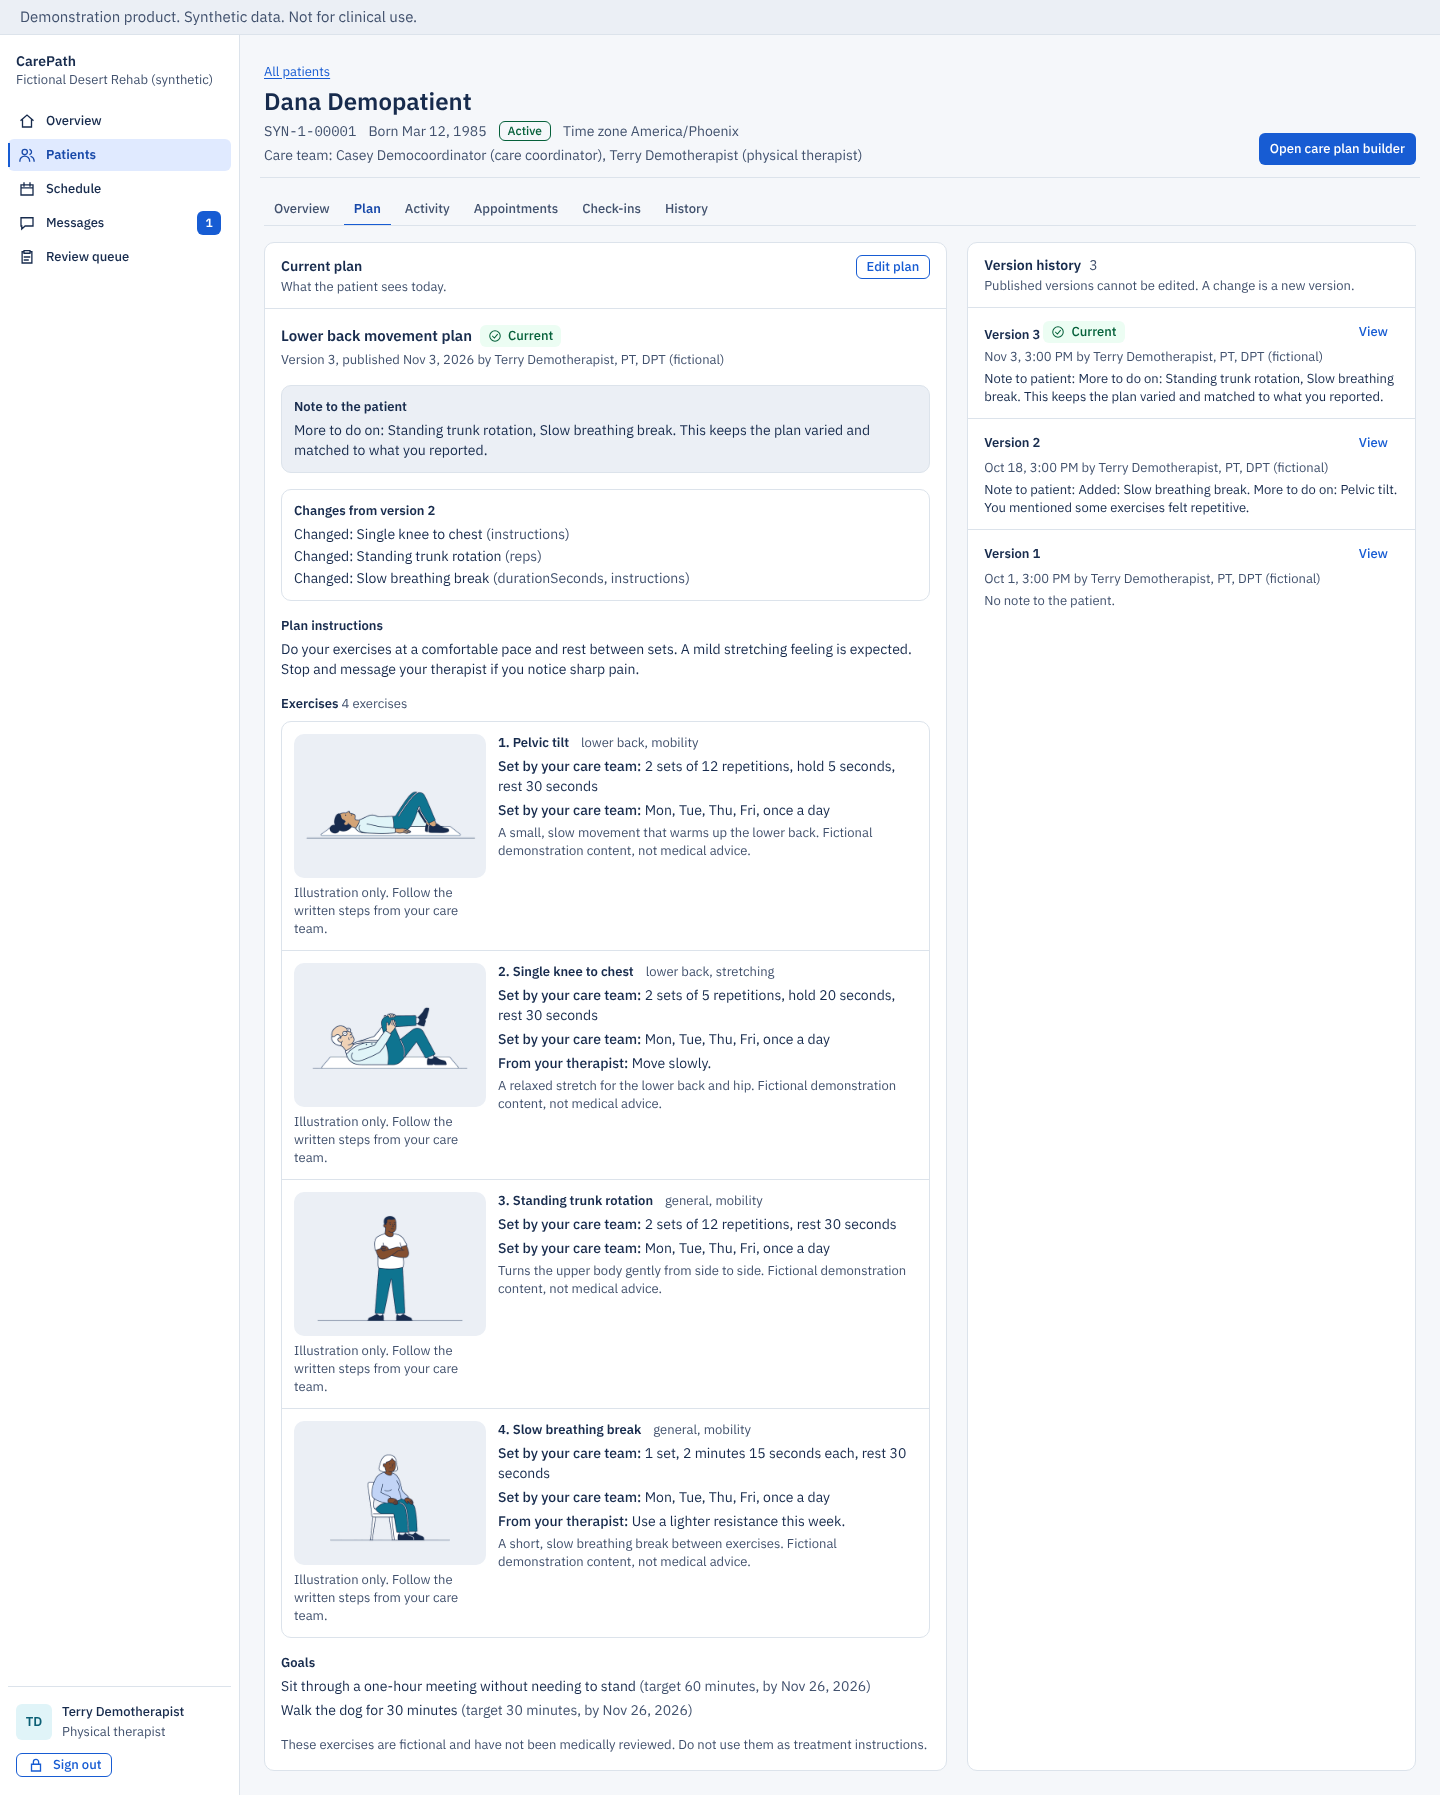 Demonstration product. Synthetic data. Not for clinical use.
CarePath
Fictional Desert Rehab (synthetic)
Overview
Patients
Schedule
Messages
1
Review queue
TD
Terry Demotherapist
Physical therapist
Sign out
All patients
Dana Demopatient
SYN-1-00001 Born Mar 12, 1985 Active Time zone America/Phoenix
Care team: Casey Democoordinator (care coordinator), Terry Demotherapist (physical therapist)
Open care plan builder
Overview Plan Activity Appointments Check-ins History
Current plan
What the patient sees today.
Edit plan
Lower back movement plan Current
Version 3, published Nov 3, 2026 by Terry Demotherapist, PT, DPT (fictional)
Note to the patient
More to do on: Standing trunk rotation, Slow breathing break. This keeps the plan varied and
matched to what you reported.
Changes from version 2
Changed: Single knee to chest (instructions)
Changed: Standing trunk rotation (reps)
Changed: Slow breathing break (durationSeconds, instructions)
Plan instructions
Do your exercises at a comfortable pace and rest between sets. A mild stretching feeling is expected.
Stop and message your therapist if you notice sharp pain.
Exercises 4 exercises
1. Pelvic tilt lower back, mobility
Set by your care team: 2 sets of 12 repetitions, hold 5 seconds,
rest 30 seconds
Set by your care team: Mon, Tue, Thu, Fri, once a day
A small, slow movement that warms up the lower back. Fictional
demonstration content, not medical advice.
Illustration only. Follow the
written steps from your care
team.
2. Single knee to chest lower back, stretching
Set by your care team: 2 sets of 5 repetitions, hold 20 seconds,
rest 30 seconds
Set by your care team: Mon, Tue, Thu, Fri, once a day
From your therapist: Move slowly.
A relaxed stretch for the lower back and hip. Fictional demonstration
content, not medical advice.
Illustration only. Follow the
written steps from your care
team.
3. Standing trunk rotation general, mobility
Set by your care team: 2 sets of 12 repetitions, rest 30 seconds
Set by your care team: Mon, Tue, Thu, Fri, once a day
Turns the upper body gently from side to side. Fictional demonstration
content, not medical advice.
Illustration only. Follow the
written steps from your care
team.
4. Slow breathing break general, mobility
Set by your care team: 1 set, 2 minutes 15 seconds each, rest 30
seconds
Set by your care team: Mon, Tue, Thu, Fri, once a day
From your therapist: Use a lighter resistance this week.
A short, slow breathing break between exercises. Fictional
demonstration content, not medical advice.
Illustration only. Follow the
written steps from your care
team.
Goals
Sit through a one-hour meeting without needing to stand (target 60 minutes, by Nov 26, 2026)
Walk the dog for 30 minutes (target 30 minutes, by Nov 26, 2026)
These exercises are fictional and have not been medically reviewed. Do not use them as treatment instructions.
Version history 3
Published versions cannot be edited. A change is a new version.
Version 3 Current View
Nov 3, 3:00 PM by Terry Demotherapist, PT, DPT (fictional)
Note to patient: More to do on: Standing trunk rotation, Slow breathing
break. This keeps the plan varied and matched to what you reported.
Version 2 View
Oct 18, 3:00 PM by Terry Demotherapist, PT, DPT (fictional)
Note to patient: Added: Slow breathing break. More to do on: Pelvic tilt.
You mentioned some exercises felt repetitive.
Version 1 View
Oct 1, 3:00 PM by Terry Demotherapist, PT, DPT (fictional)
No note to the patient.